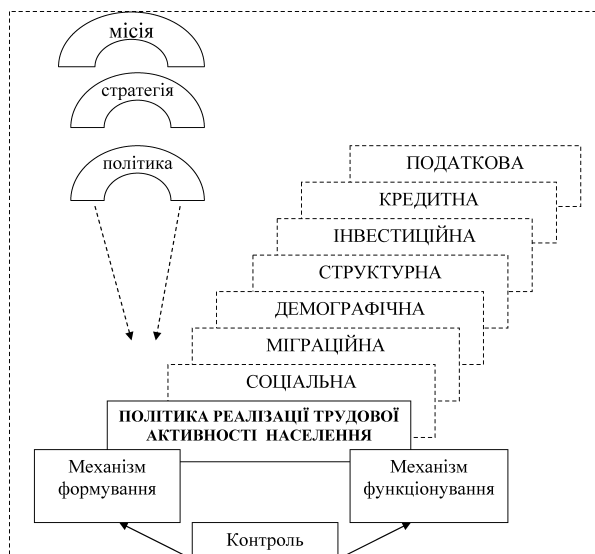 місія
стратегія
політика
ПОДАТКОВА
КРЕДИТНА
ІНВЕСТИЦІЙНА
СТРУКТУРНА
ДЕМОГРАФІЧНА
МІГРАЦІЙНА
СОЦІАЛЬНА
ПОЛІТИКА РЕАЛІЗАЦІЇ ТРУДОВОЇ
АКТИВНОСТІ НАСЕЛЕННЯ
Механізм
формування
Механізм
функціонування
Контроль